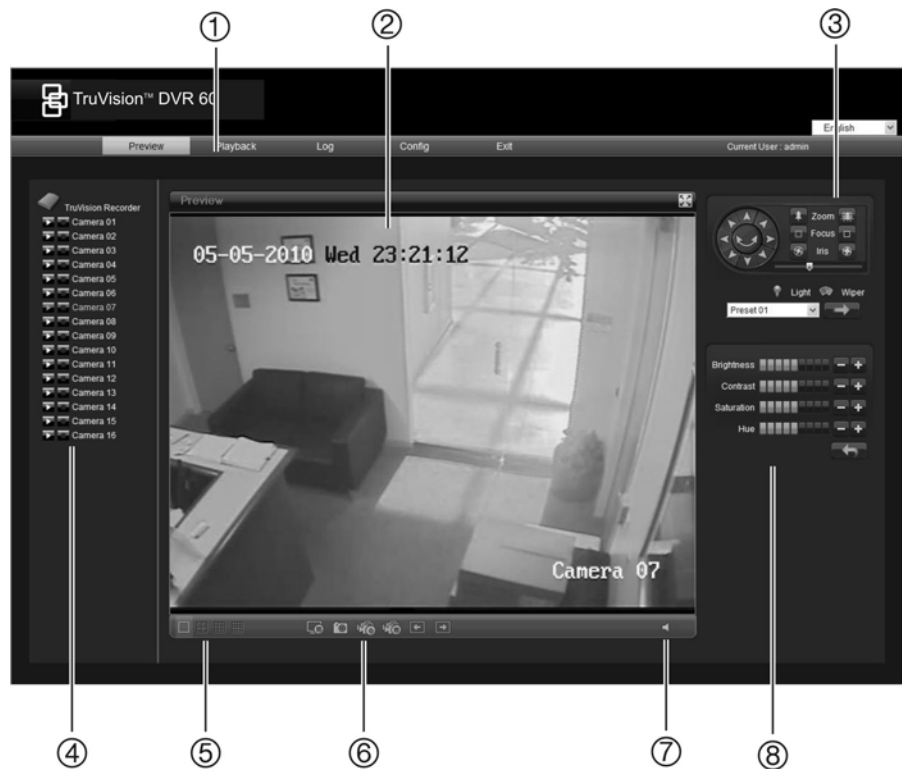 ① ② ③
TruVision™ DVR 60
English
Preview Playback Log Config Exit Current User : admin
TruVision Recorder
Camera 01
Camera 02
Camera 03
Camera 04
Camera 05
Camera 06
Camera 07
Camera 08
Camera 09
Camera 10
Camera 11
Camera 12
Camera 13
Camera 14
Camera 15
Camera 16
Preview
05-05-2010 Wed 23:21:12
Camera 07
Zoom
Focus
Iris
Light Wiper
Preset 01
Brightness
Contrast
Saturation
Hue
④ ⑤ ⑥ ⑦ ⑧